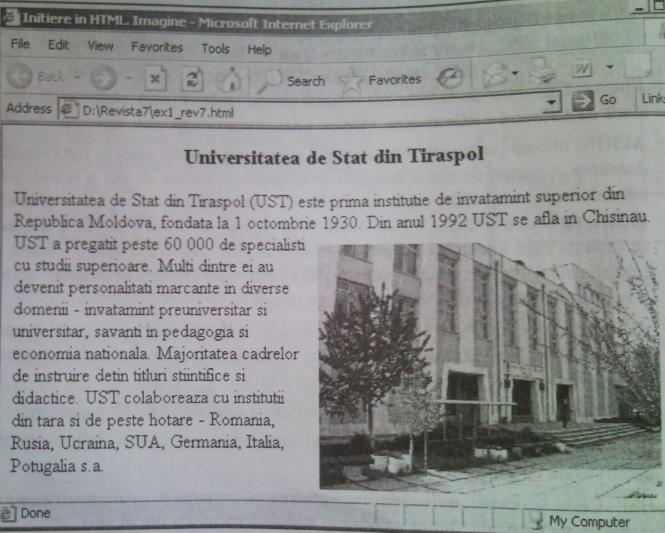 Initiere in HTML. Imagine - Microsoft Internet Explorer
File Edit View Favorites Tools Help
Back Search Favorites
Address D:\Revista7\ex1_rev7.html Go Link
Universitatea de Stat din Tiraspol
Universitatea de Stat din Tiraspol (UST) este prima institutie de invatamint superior din
Republica Moldova, fondata la 1 octombrie 1930. Din anul 1992 UST se afla in Chisinau.
UST a pregatit peste 60 000 de specialisti
cu studii superioare. Multi dintre ei au
devenit personalitati marcante in diverse
domenii - invatamint preuniversitar si
universitar, savanti in pedagogia si
economia nationala. Majoritatea cadrelor
de instruire detin titluri stiintifice si
didactice. UST colaboreaza cu institutii
din tara si de peste hotare - Romania,
Rusia, Ucraina, SUA, Germania, Italia,
Potugalia s.a.
Done My Computer